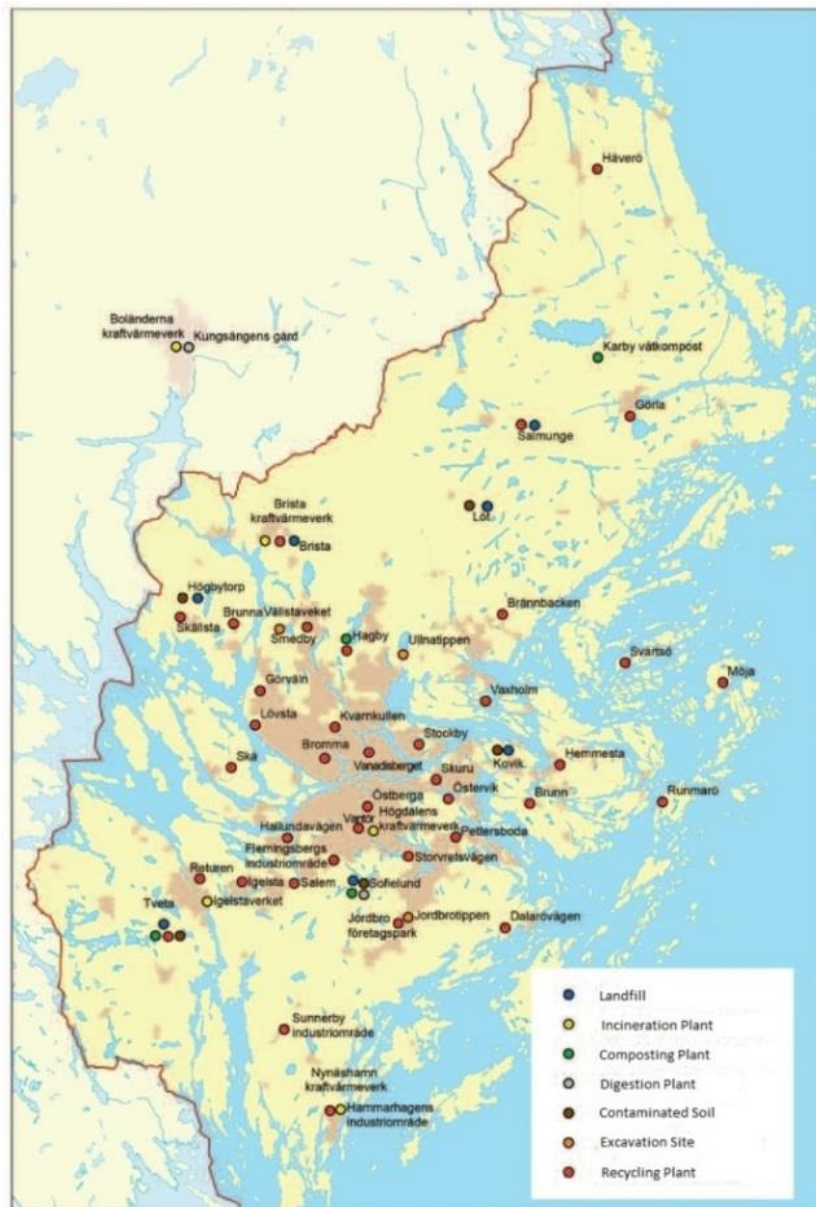 Häverö
Boländerna
kraftvärmeverk
Kungsängens gård
Karby våtkompost
Görla
Salmunge
Löt
Brista
kraftvärmeverk
Brista
Högbytorp
Skällsta
Brunna
Vällstaveket
Smedby
Hagby
Ullnatippen
Brännbacken
Svartsö
Möja
Görväln
Vaxholm
Lövsta
Kvarnkullen
Stockby
Bromma
Vanadisberget
Kovik
Hemmesta
Skå
Skuru
Östervik
Brunn
Runmarö
Östberga
Vantör
Högdalens
kraftvärmeverk
Hallundavägen
Pettersboda
Flemingsbergs
industriområde
Storvretsvägen
Returen
Igelsta
Salem
Sofielund
Igelstaverket
Tveta
Jordbro
företagspark
Jordbrotippen
Dalarövägen
Sunnerby
industriområde
Nynäshamn
kraftvärmeverk
Hammarhagens
industriområde
Landfill
Incineration Plant
Composting Plant
Digestion Plant
Contaminated Soil
Excavation Site
Recycling Plant